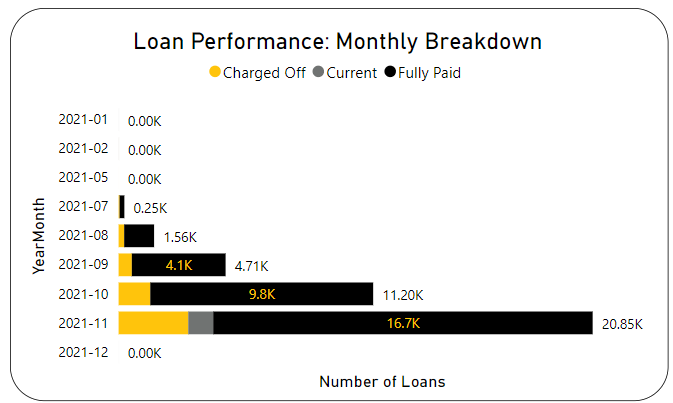 Loan Performance: Monthly Breakdown
Charged Off Current Fully Paid
YearMonth
2021-01 0.00K
2021-02 0.00K
2021-05 0.00K
2021-07 0.25K
2021-08 1.56K
2021-09 4.1K 4.71K
2021-10 9.8K 11.20K
2021-11 16.7K 20.85K
2021-12 0.00K
Number of Loans